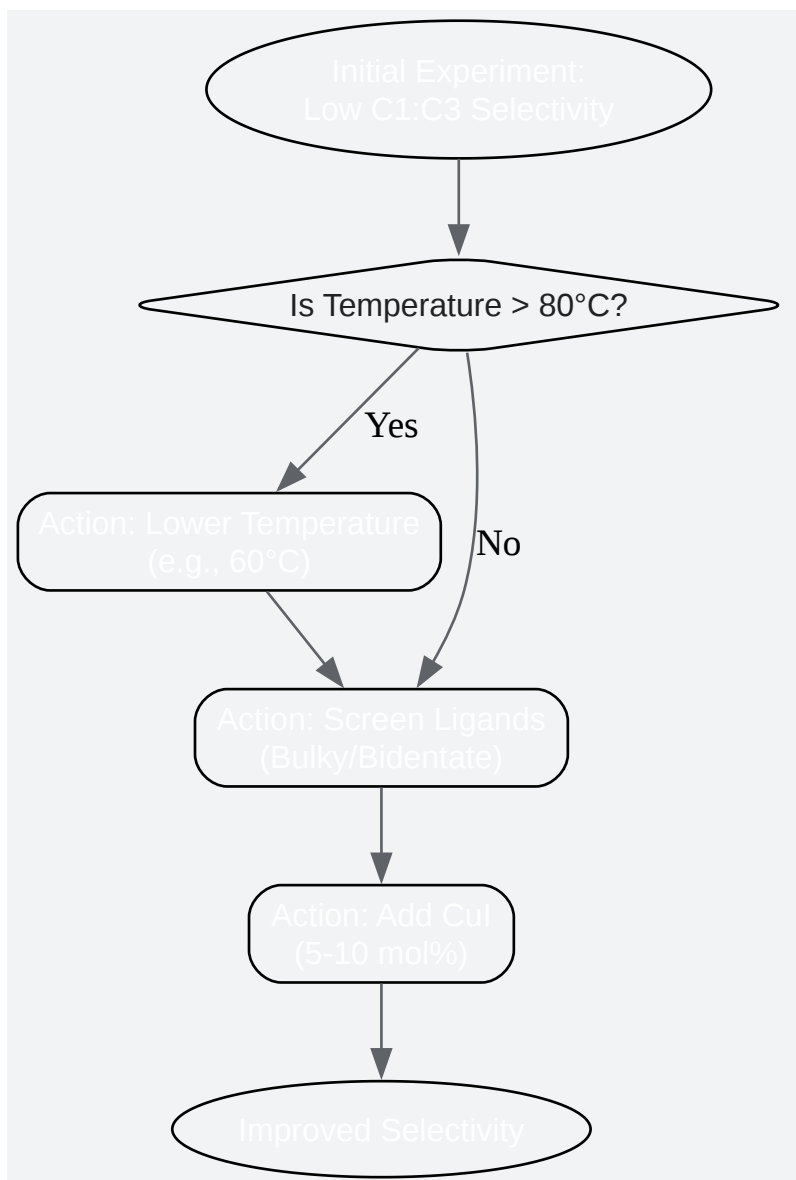 Initial Experiment:
Low C1:C3 Selectivity
Is Temperature > 80°C?
Yes
Action: Lower Temperature
(e.g., 60°C)
No
Action: Screen Ligands
(Bulky/Bidentate)
Action: Add CuI
(5-10 mol%)
Improved Selectivity